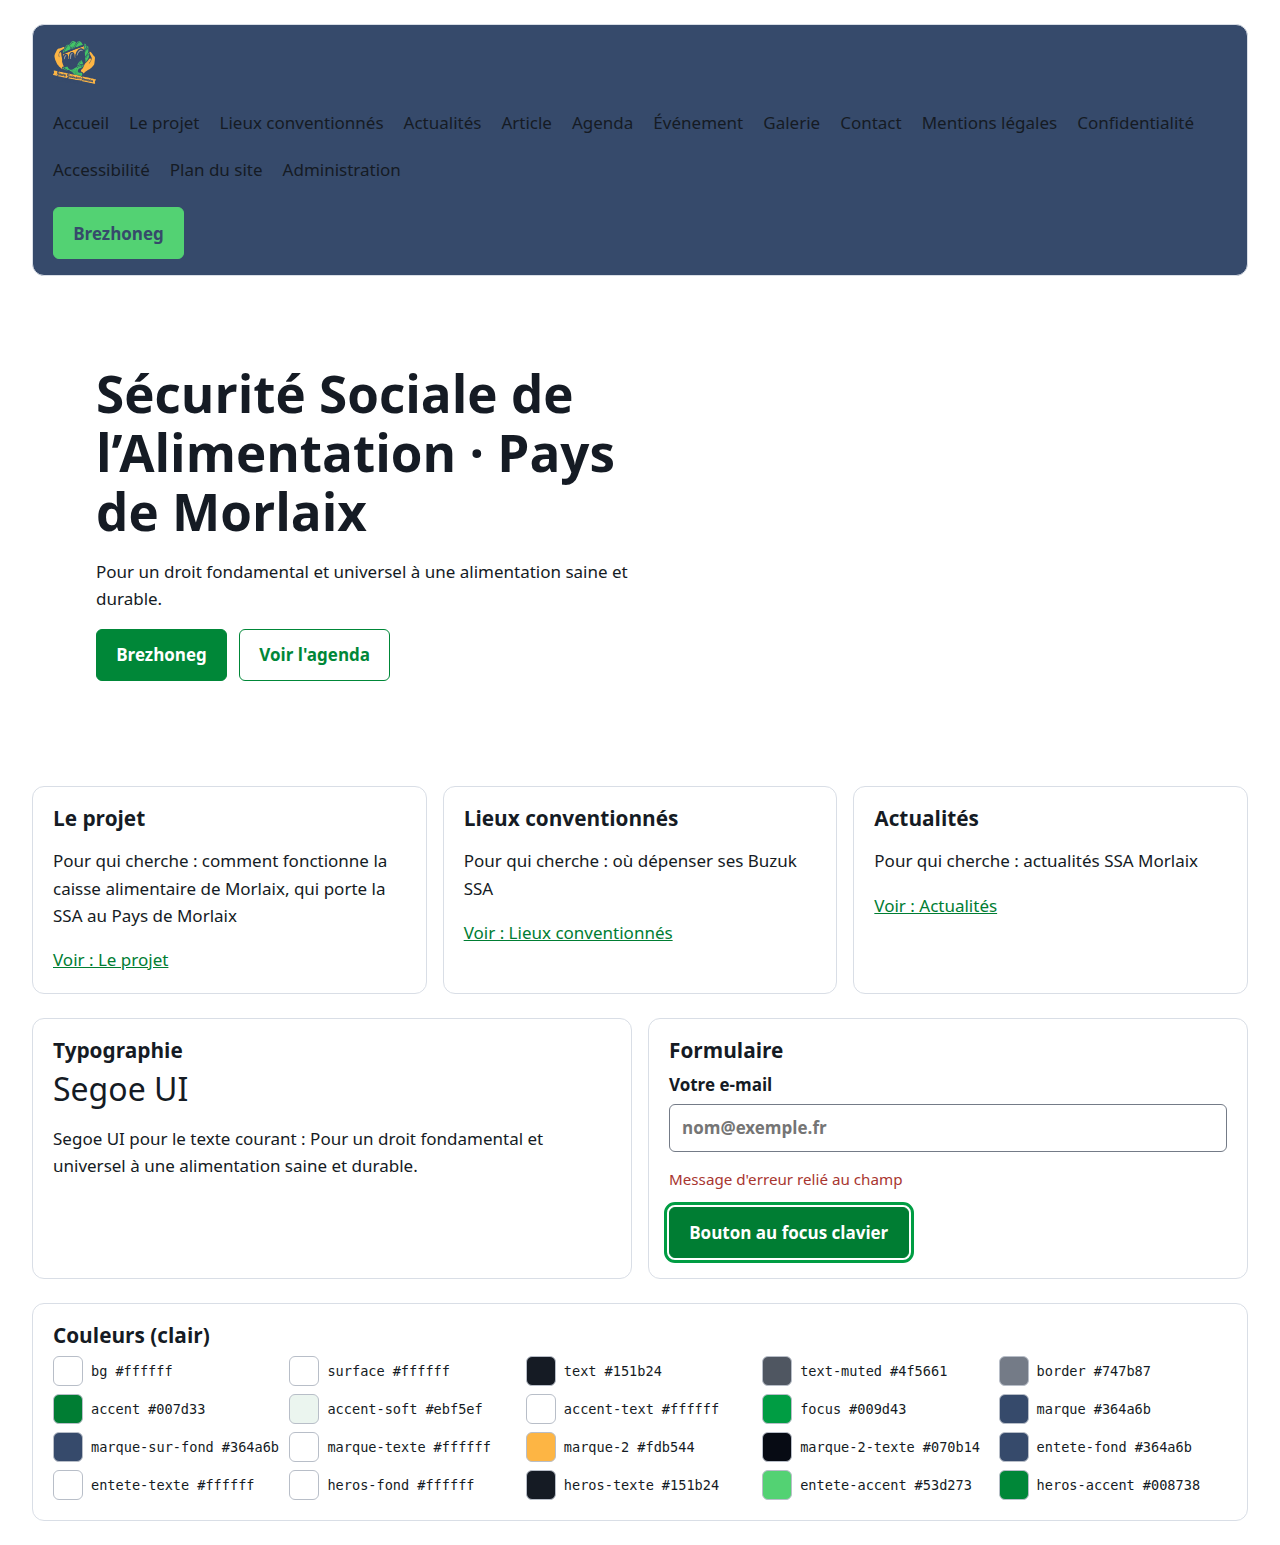 Accueil Le projet Lieux conventionnés Actualités Article Agenda Événement Galerie Contact Mentions légales Confidentialité
Accessibilité Plan du site Administration
Brezhoneg
Sécurité Sociale de
l’Alimentation · Pays
de Morlaix
Pour un droit fondamental et universel à une alimentation saine et
durable.
Brezhoneg Voir l'agenda
Le projet
Pour qui cherche : comment fonctionne la
caisse alimentaire de Morlaix, qui porte la
SSA au Pays de Morlaix
Voir : Le projet
Lieux conventionnés
Pour qui cherche : où dépenser ses Buzuk
SSA
Voir : Lieux conventionnés
Actualités
Pour qui cherche : actualités SSA Morlaix
Voir : Actualités
Typographie
Segoe UI
Segoe UI pour le texte courant : Pour un droit fondamental et
universel à une alimentation saine et durable.
Formulaire
Votre e-mail
nom@exemple.fr
Message d'erreur relié au champ
Bouton au focus clavier
Couleurs (clair)
bg #ffffff surface #ffffff text #151b24 text-muted #4f5661 border #747b87
accent #007d33 accent-soft #ebf5ef accent-text #ffffff focus #009d43 marque #364a6b
marque-sur-fond #364a6b marque-texte #ffffff marque-2 #fdb544 marque-2-texte #070b14 entete-fond #364a6b
entete-texte #ffffff heros-fond #ffffff heros-texte #151b24 entete-accent #53d273 heros-accent #008738